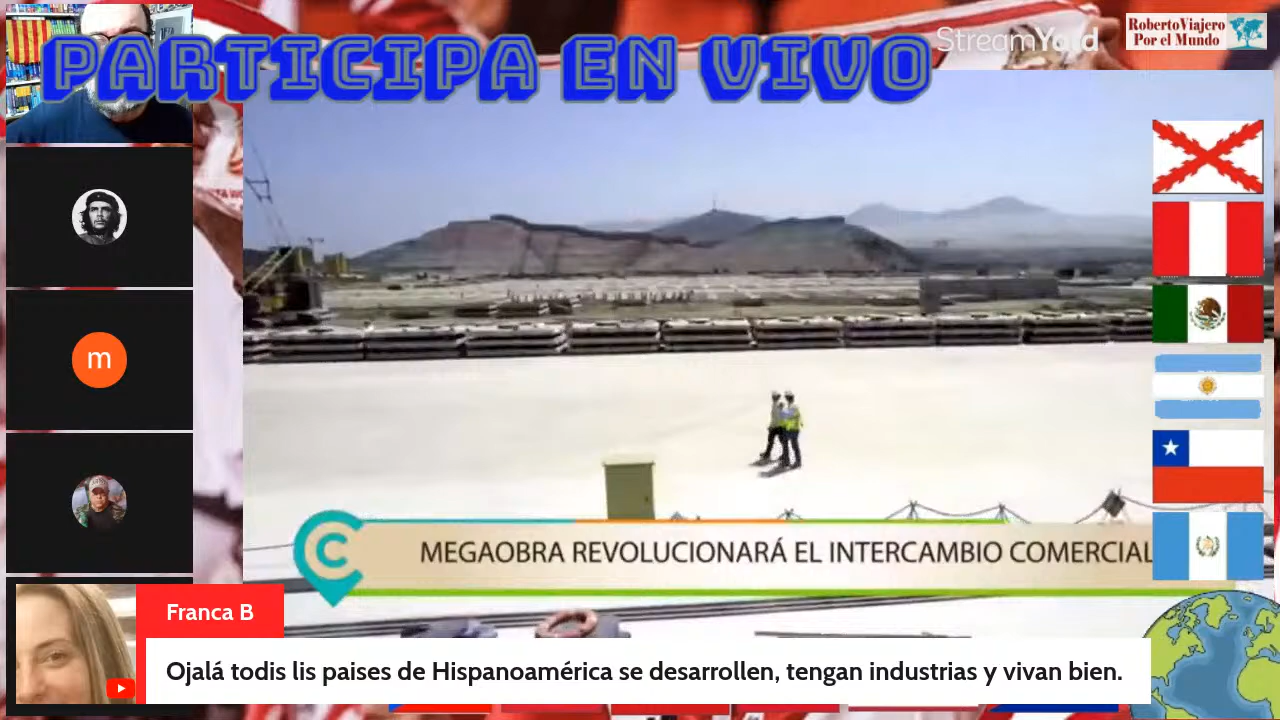 PARTICIPA EN VIVO
StreamYard
Roberto Viajero
Por el Mundo
m
MEGAOBRA REVOLUCIONARÁ EL INTERCAMBIO COMERCIAL
Franca B
Ojalá todis lis paises de Hispanoamérica se desarrollen, tengan industrias y vivan bien.